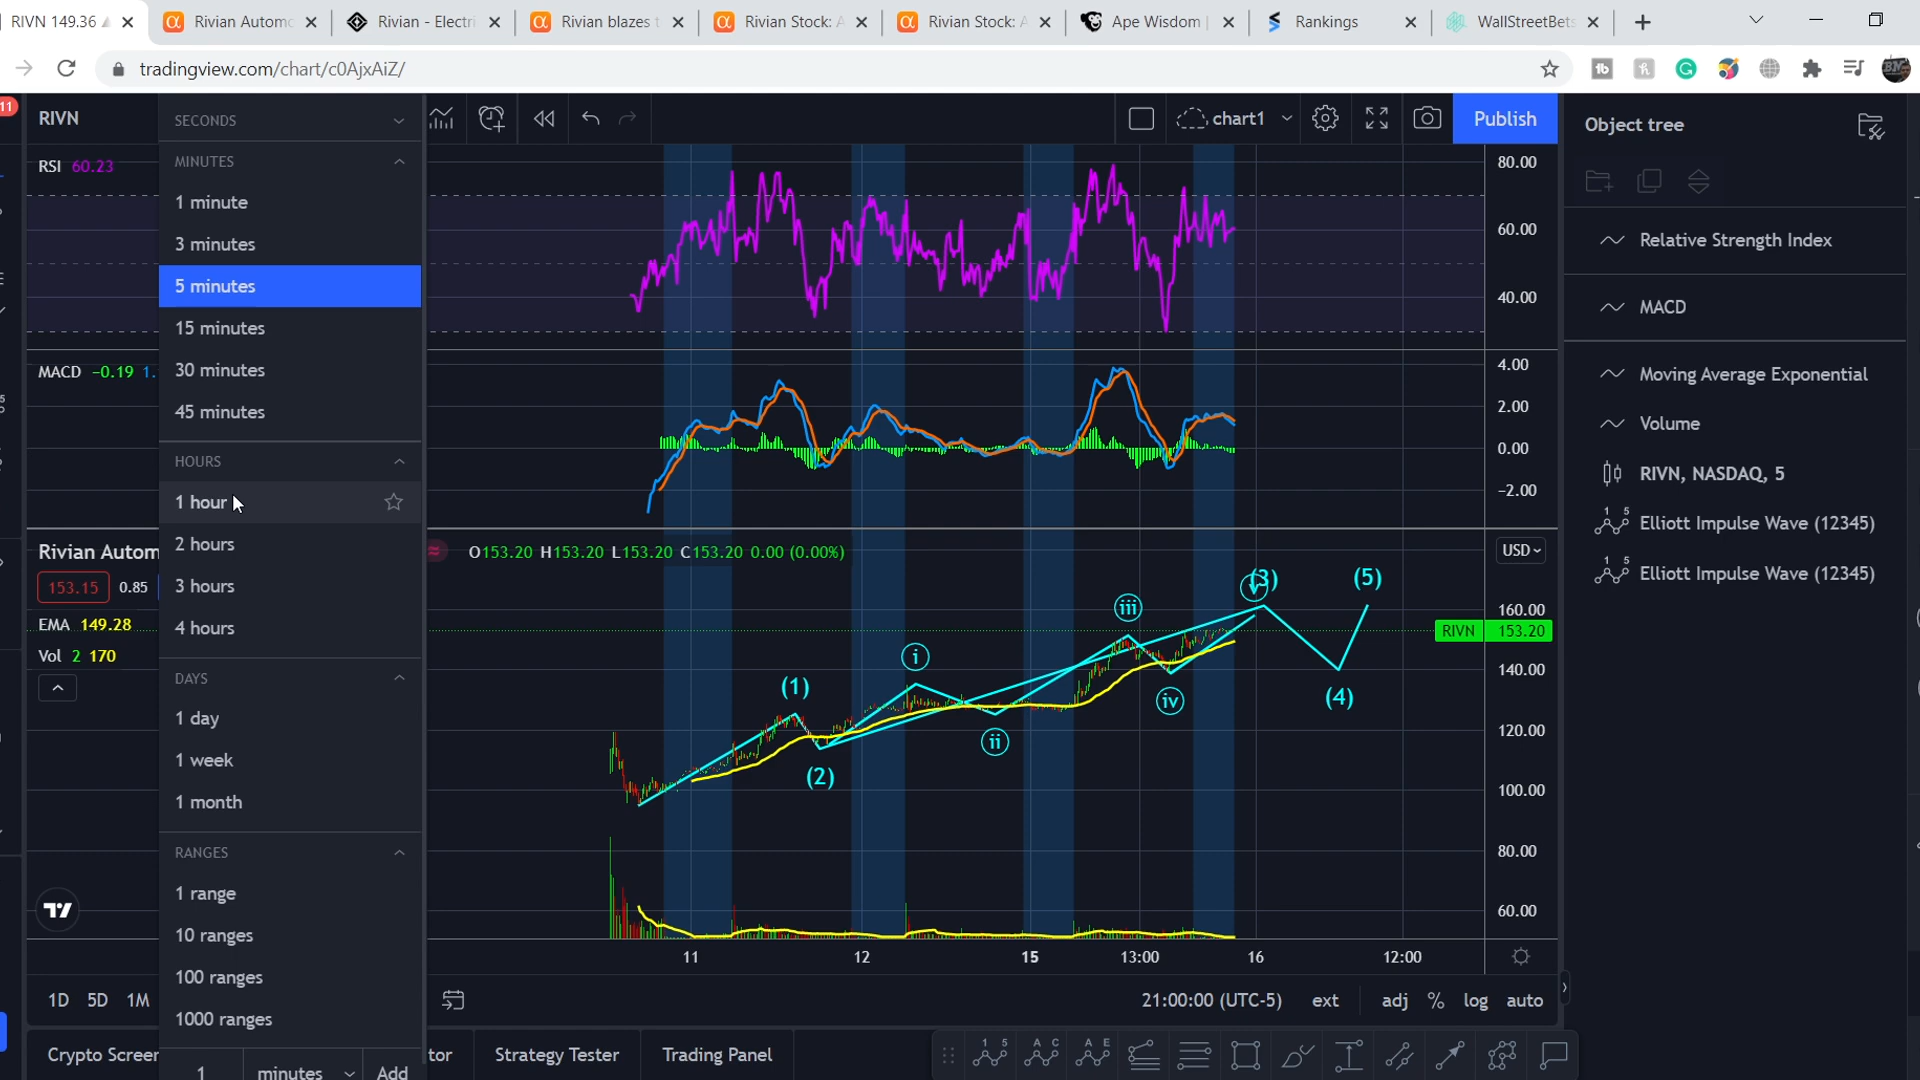 RIVN 149.36
Rivian Automo
Rivian - Electri
Rivian blazes t
Rivian Stock: A
Rivian Stock: A
Ape Wisdom |
Rankings
WallStreetBets
tradingview.com/chart/c0AjxAiZ/
11
RIVN
SECONDS
chart1
Publish
Object tree
MINUTES
1 minute
3 minutes
5 minutes
15 minutes
30 minutes
45 minutes
HOURS
1 hour
2 hours
3 hours
4 hours
DAYS
1 day
1 week
1 month
RANGES
1 range
10 ranges
100 ranges
1000 ranges
1 minutes Add
RSI 60.23
80.00
60.00
40.00
MACD −0.19 1.
4.00
2.00
0.00
−2.00
Rivian Autom
O153.20 H153.20 L153.20 C153.20 0.00 (0.00%)
USD
153.15 0.85
EMA 149.28
Vol 2 170
(1)
(2)
i
ii
iii
iv
v
(3)
(4)
(5)
160.00
RIVN 153.20
140.00
120.00
100.00
80.00
60.00
11 12 15 13:00 16 12:00
1D 5D 1M
21:00:00 (UTC-5) ext adj % log auto
Crypto Screen
tor
Strategy Tester
Trading Panel
Relative Strength Index
MACD
Moving Average Exponential
Volume
RIVN, NASDAQ, 5
Elliott Impulse Wave (12345)
Elliott Impulse Wave (12345)